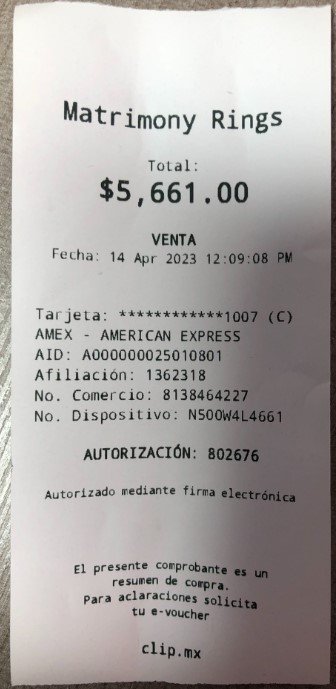 Matrimony Rings
Total:
$5,661.00
VENTA
Fecha: 14 Apr 2023 12:09:08 PM
Tarjeta: ************1007 (C)
AMEX - AMERICAN EXPRESS
AID: A000000025010801
Afiliación: 1362318
No. Comercio: 8138464227
No. Dispositivo: N500W4L4661
AUTORIZACIÓN: 802676
Autorizado mediante firma electrónica
El presente comprobante es un
resumen de compra.
Para aclaraciones solicita
tu e-voucher
clip.mx